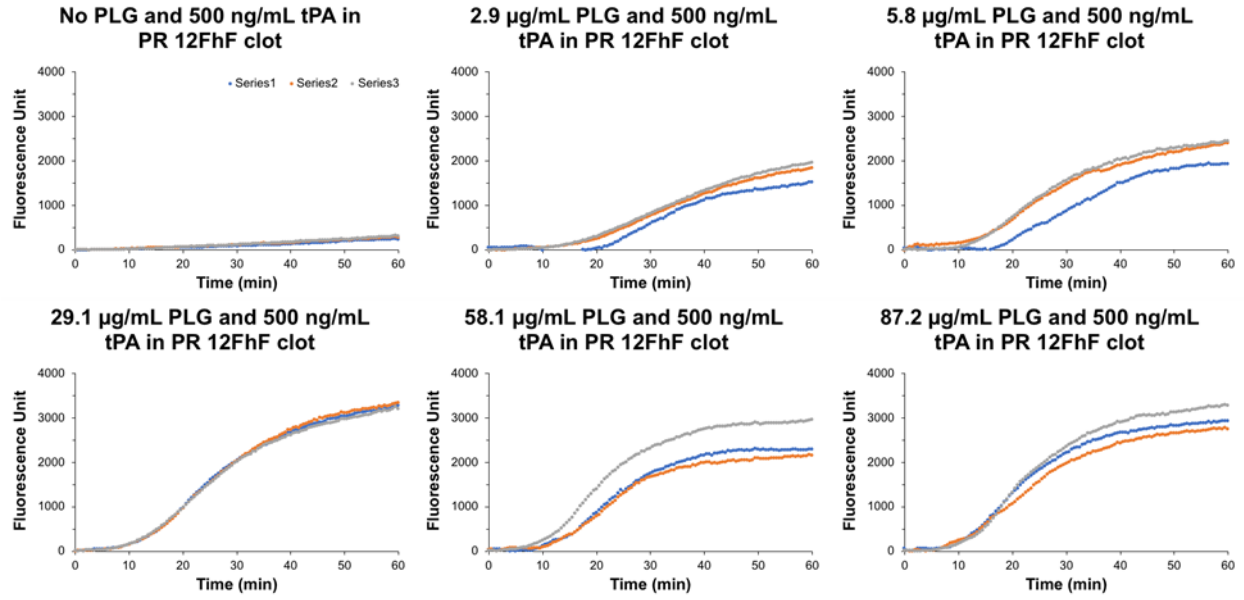 No PLG and 500 ng/mL tPA in
PR 12FhF clot
4000
3000
2000
1000
0
Fluorescence Unit
Series1 Series2 Series3
0 10 20 30 40 50 60
Time (min)
2.9 µg/mL PLG and 500 ng/mL
tPA in PR 12FhF clot
4000
3000
2000
1000
0
Fluorescence Unit
0 10 20 30 40 50 60
Time (min)
5.8 µg/mL PLG and 500 ng/mL
tPA in PR 12FhF clot
4000
3000
2000
1000
0
Fluorescence Unit
0 10 20 30 40 50 60
Time (min)
29.1 µg/mL PLG and 500 ng/mL
tPA in PR 12FhF clot
4000
3000
2000
1000
0
Fluorescence Unit
0 10 20 30 40 50 60
Time (min)
58.1 µg/mL PLG and 500 ng/mL
tPA in PR 12FhF clot
4000
3000
2000
1000
0
Fluorescence Unit
0 10 20 30 40 50 60
Time (min)
87.2 µg/mL PLG and 500 ng/mL
tPA in PR 12FhF clot
4000
3000
2000
1000
0
Fluorescence Unit
0 10 20 30 40 50 60
Time (min)